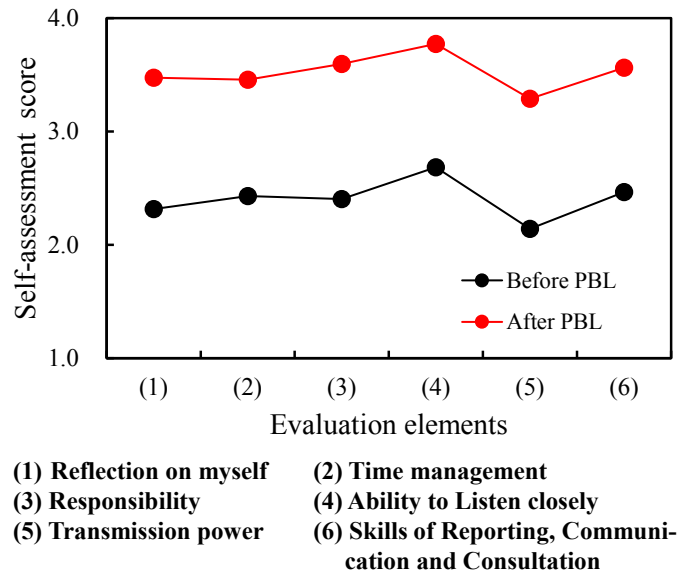 4.0
3.0
2.0
1.0
Self-assessment score
Before PBL
After PBL
(1) (2) (3) (4) (5) (6)
Evaluation elements
(1) Reflection on myself (2) Time management
(3) Responsibility (4) Ability to Listen closely
(5) Transmission power (6) Skills of Reporting, Communi-
cation and Consultation